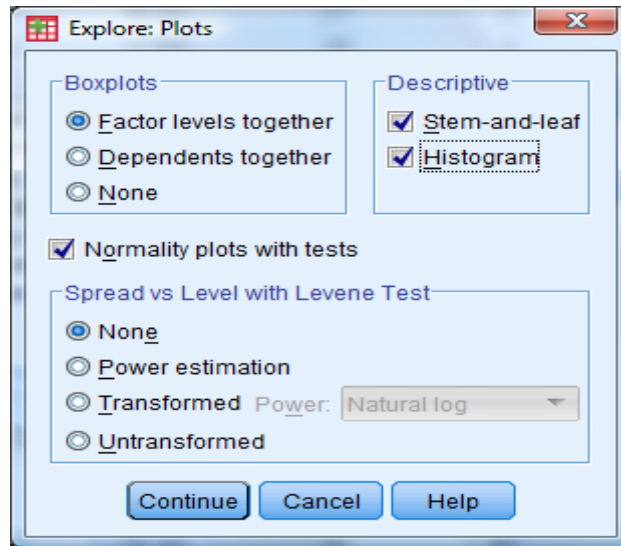 Explore: Plots
Boxplots
Factor levels together
Dependents together
None
Descriptive
Stem-and-leaf
Histogram
Normality plots with tests
Spread vs Level with Levene Test
None
Power estimation
Transformed Power: Natural log
Untransformed
Continue Cancel Help